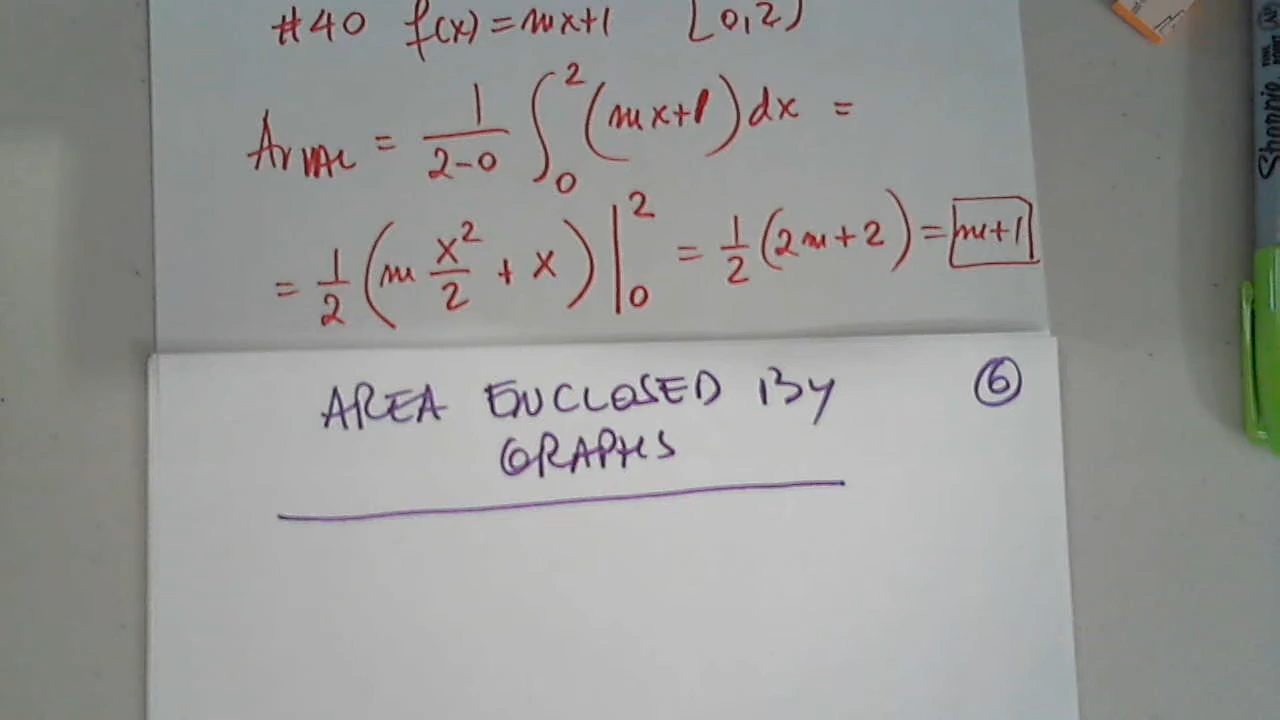 #40 f(x) = mx+1 [0,2]
= 1/(2-0) ∫₀² (mx+1) dx =
= 1/2 (m x²/2 + x) |₀² = 1/2 (2m+2) = m+1
AREA ENCLOSED BY
GRAPHS
6
Sharpie